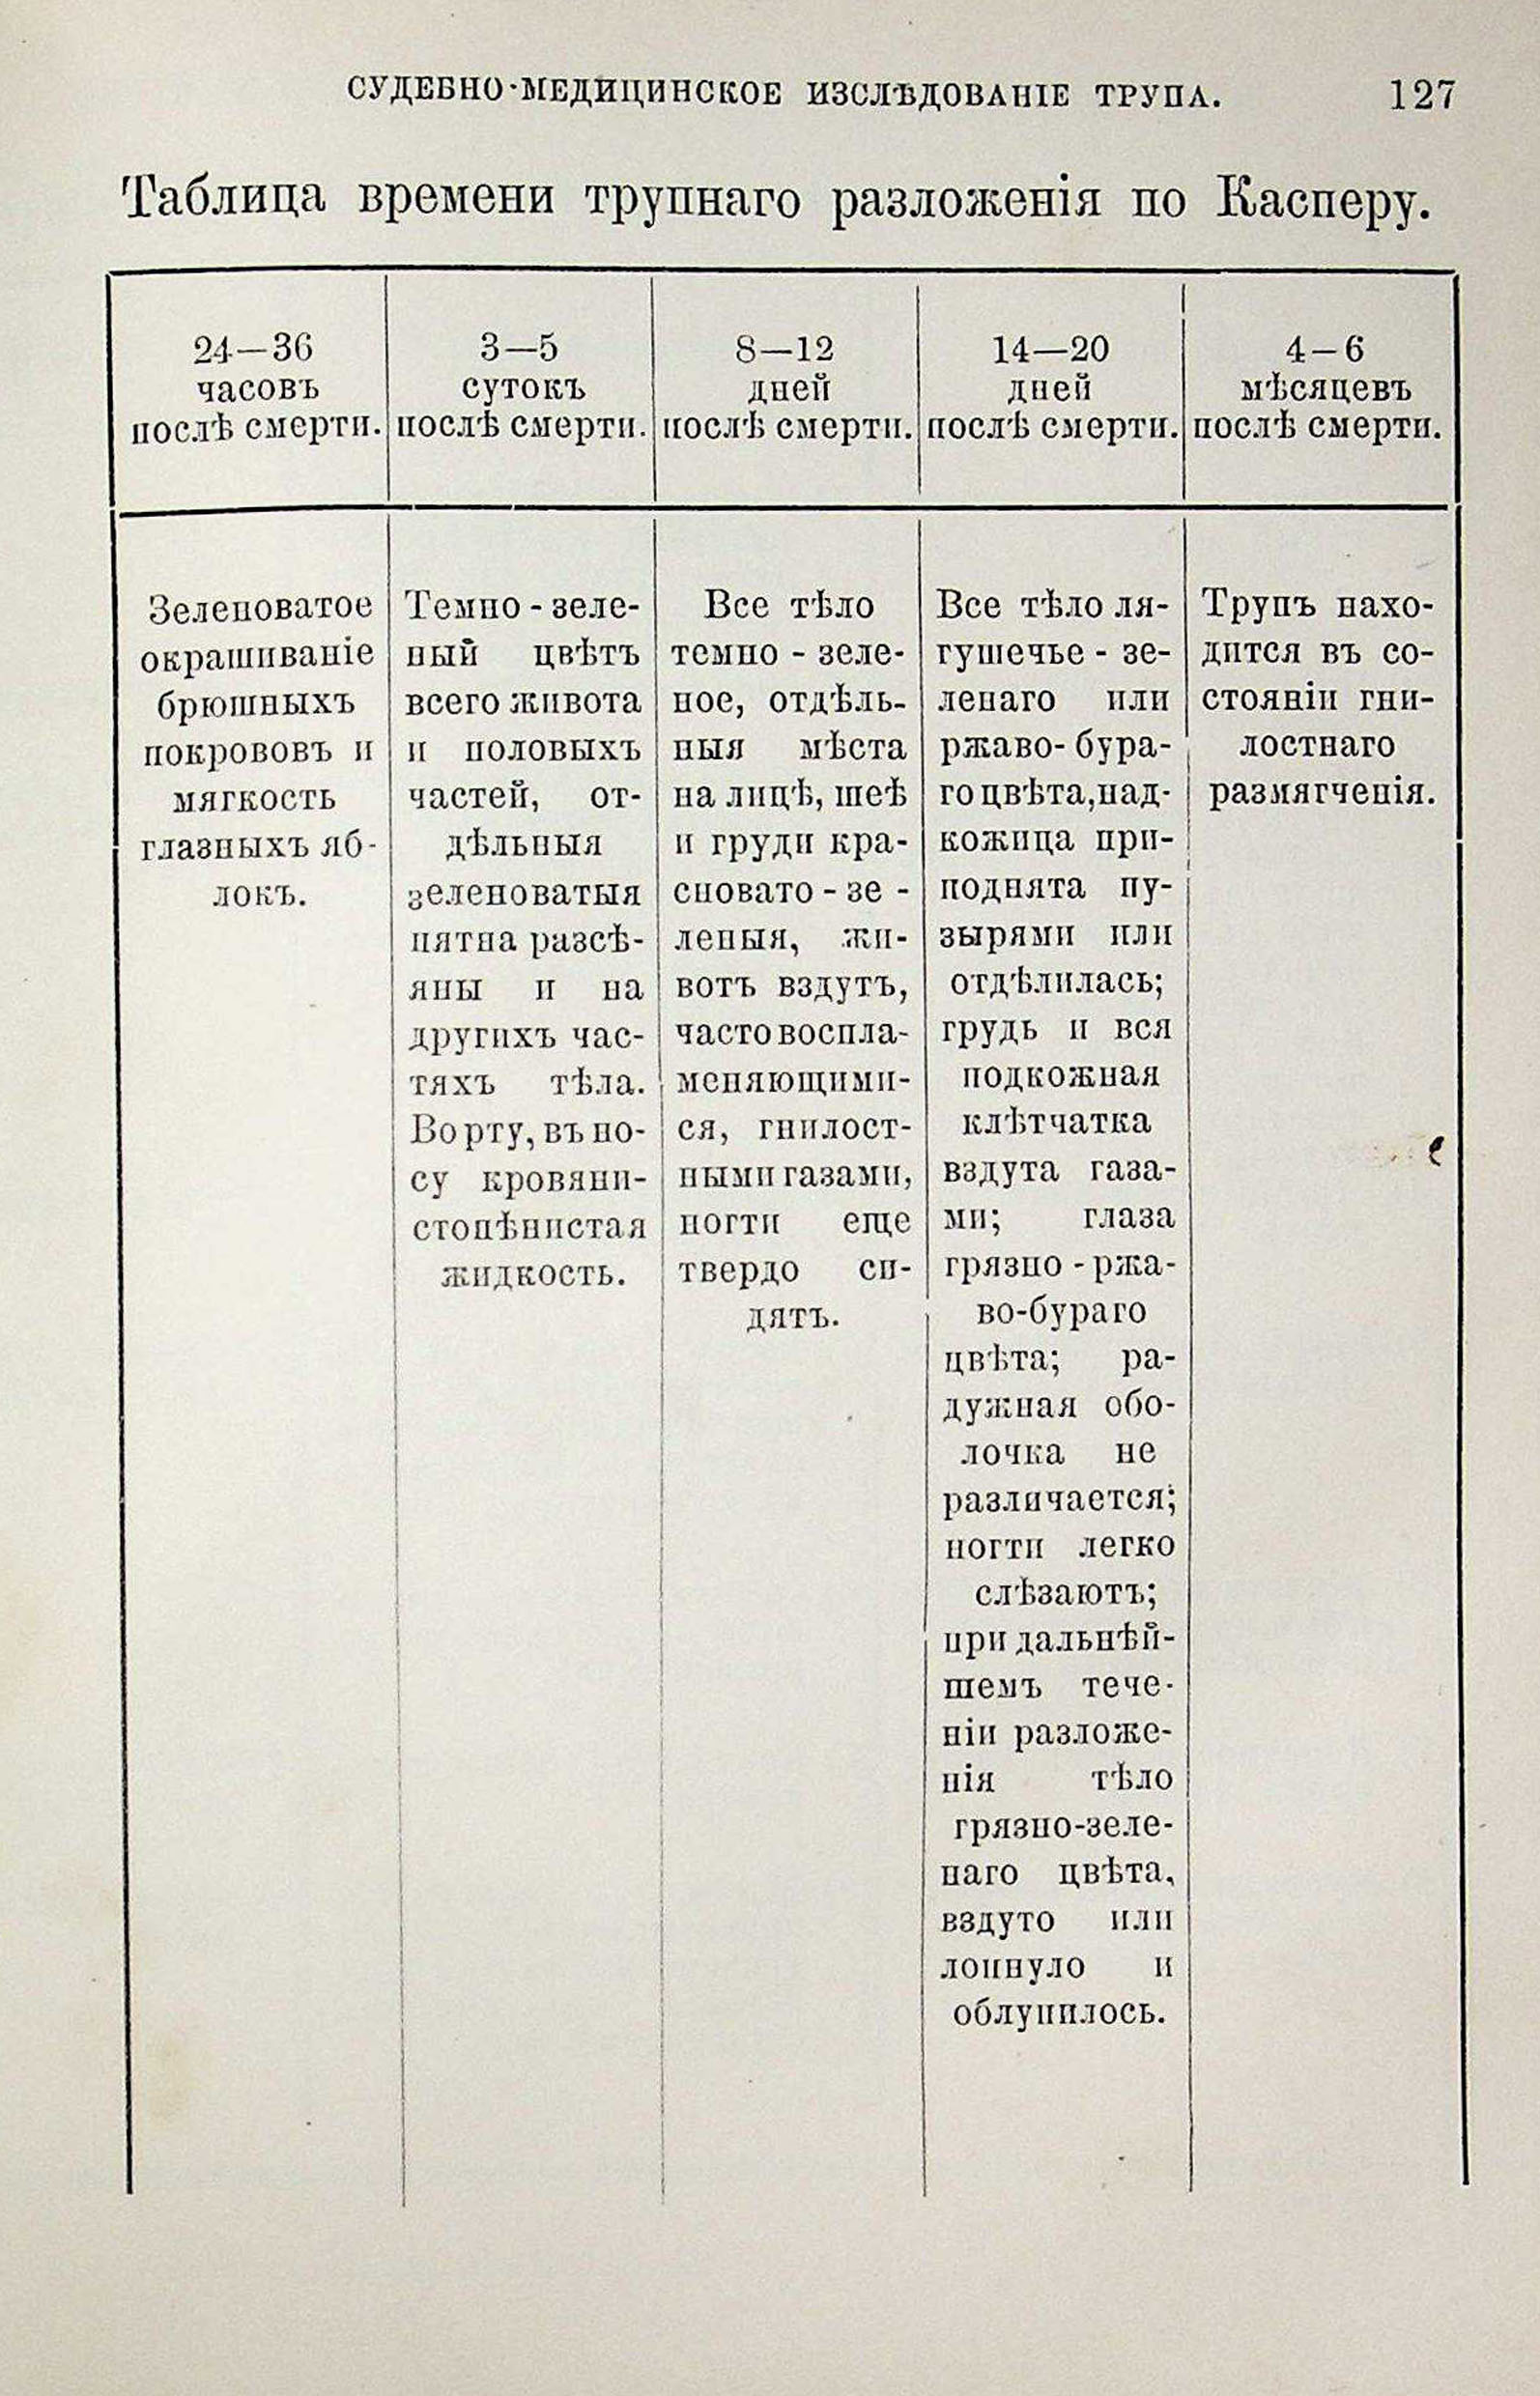 СУДЕБНО-МЕДИЦИНСКОЕ ИЗСЛѢДОВАНІЕ ТРУПА. 127
Таблица времени трупнаго разложенія по Касперу.
24—36
часовъ
послѣ смерти.
3—5
сутокъ
послѣ смерти.
8—12
дней
послѣ смерти.
14—20
дней
послѣ смерти.
4—6
мѣсяцевъ
послѣ смерти.
Зеленоватое
окрашиваніе
брюшныхъ
покрововъ и
мягкость
глазныхъ яб-
локъ.
Темно-зеле-
ный цвѣтъ
всего живота
и половыхъ
частей, от-
дѣльныя
зеленоватыя
пятна разсѣ-
яны и на
другихъ час-
тяхъ тѣла.
Во рту, въ но-
су кровяни-
стопѣнистая
жидкость.
Все тѣло
темно-зеле-
ное, отдѣль-
ныя мѣста
на лицѣ, шеѣ
и груди кра-
сновато-зе-
леныя, жи-
вотъ вздутъ,
часто воспла-
меняющими-
ся, гнилост-
ными газами,
ногти еще
твердо си-
дятъ.
Все тѣло ля-
гушечье-зе-
ленаго или
ржаво-бура-
го цвѣта, над-
кожица при-
поднята пу-
зырями или
отдѣлилась;
грудь и вся
подкожная
клѣтчатка
вздута газа-
ми; глаза
грязно-ржа-
во-бураго
цвѣта; ра-
дужная обо-
лочка не
различается;
ногти легко
слѣзаютъ;
при дальнѣй-
шемъ тече-
ніи разложе-
нія тѣло
грязно-зеле-
наго цвѣта,
вздуто или
лопнуло и
облупилось.
Трупъ нахо-
дится въ со-
стояніи гни-
лостнаго
размягченія.